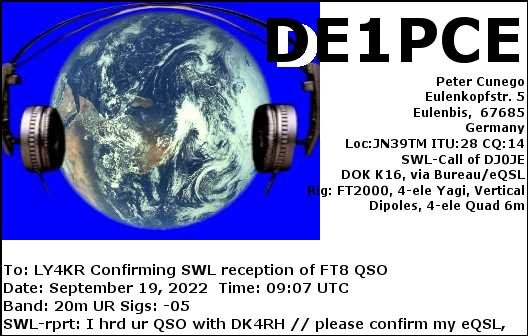 DE1PCE
Peter Cunego
Eulenkopfstr. 5
Eulenbis, 67685
Germany
Loc:JN39TM ITU:28 CQ:14
SWL-Call of DJ0JE
DOK K16, via Bureau/eQSL
Rig: FT2000, 4-ele Yagi, Vertical
Dipoles, 4-ele Quad 6m
To: LY4KR Confirming SWL reception of FT8 QSO
Date: September 19, 2022 Time: 09:07 UTC
Band: 20m UR Sigs: -05
SWL-rprt: I hrd ur QSO with DK4RH // please confirm my eQSL,